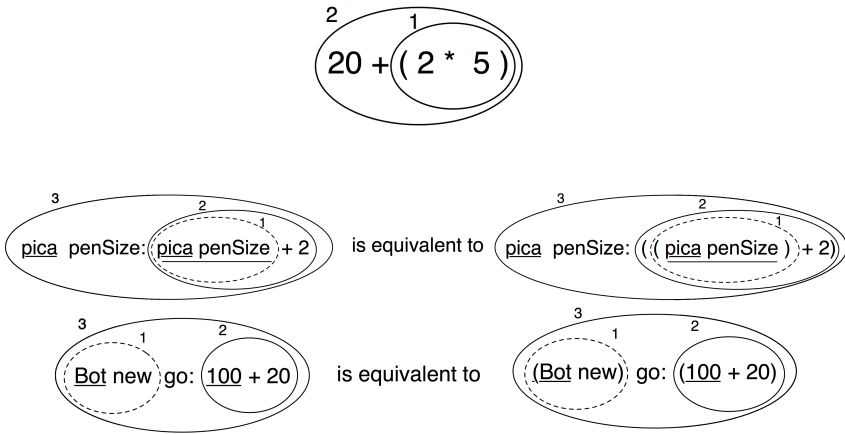 2
1
20 + ( 2 * 5 )
3
2
1
pica penSize: pica penSize + 2
is equivalent to
3
2
1
pica penSize: ( ( pica penSize ) + 2)
3
1
2
Bot new go: 100 + 20
is equivalent to
3
1
2
(Bot new) go: (100 + 20)